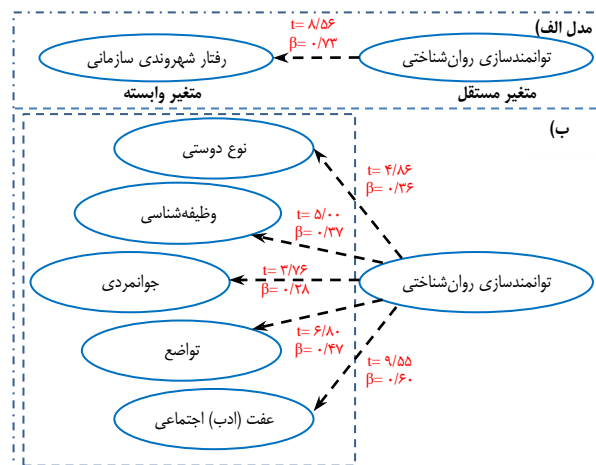 مدل الف)
t= ۸/۵۶
β= ۰/۷۳
توانمندسازی روان‌شناختی
رفتار شهروندی سازمانی
متغیر مستقل
متغیر وابسته
ب)
نوع دوستی
t= ۴/۸۶
β= ۰/۳۶
وظیفه‌شناسی
t= ۵/۰۰
β= ۰/۳۷
توانمندسازی روان‌شناختی
جوانمردی
t= ۳/۷۶
β= ۰/۲۸
تواضع
t= ۶/۸۰
β= ۰/۴۷
t= ۹/۵۵
β= ۰/۶۰
عفت (ادب) اجتماعی